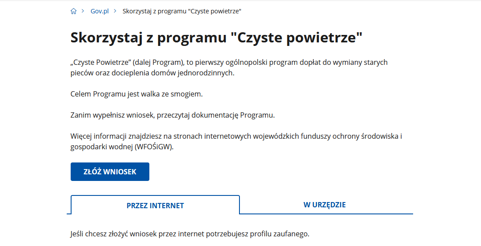 Gov.pl > Skorzystaj z programu "Czyste powietrze"
Skorzystaj z programu "Czyste powietrze"
„Czyste Powietrze” (dalej Program), to pierwszy ogólnopolski program dopłat do wymiany starych
pieców oraz docieplenia domów jednorodzinnych.
Celem Programu jest walka ze smogiem.
Zanim wypełnisz wniosek, przeczytaj dokumentację Programu.
Więcej informacji znajdziesz na stronach internetowych wojewódzkich funduszy ochrony środowiska i
gospodarki wodnej (WFOŚiGW).
ZŁÓŻ WNIOSEK
PRZEZ INTERNET W URZĘDZIE
Jeśli chcesz złożyć wniosek przez internet potrzebujesz profilu zaufanego.